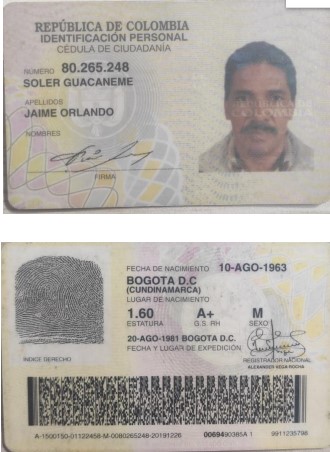 REPÚBLICA DE COLOMBIA
IDENTIFICACIÓN PERSONAL
CÉDULA DE CIUDADANÍA
NÚMERO 80.265.248
SOLER GUACANEME
APELLIDOS
JAIME ORLANDO
NOMBRES
FIRMA
FECHA DE NACIMIENTO 10-AGO-1963
BOGOTA D.C
(CUNDINAMARCA)
LUGAR DE NACIMIENTO
1.60 A+ M
ESTATURA G.S. RH SEXO
20-AGO-1981 BOGOTA D.C.
FECHA Y LUGAR DE EXPEDICIÓN
INDICE DERECHO
REGISTRADOR NACIONAL
ALEXANDER VEGA ROCHA
A-1500150-01122458-M-0080265248-20191226 0069490385A 1 9911235798